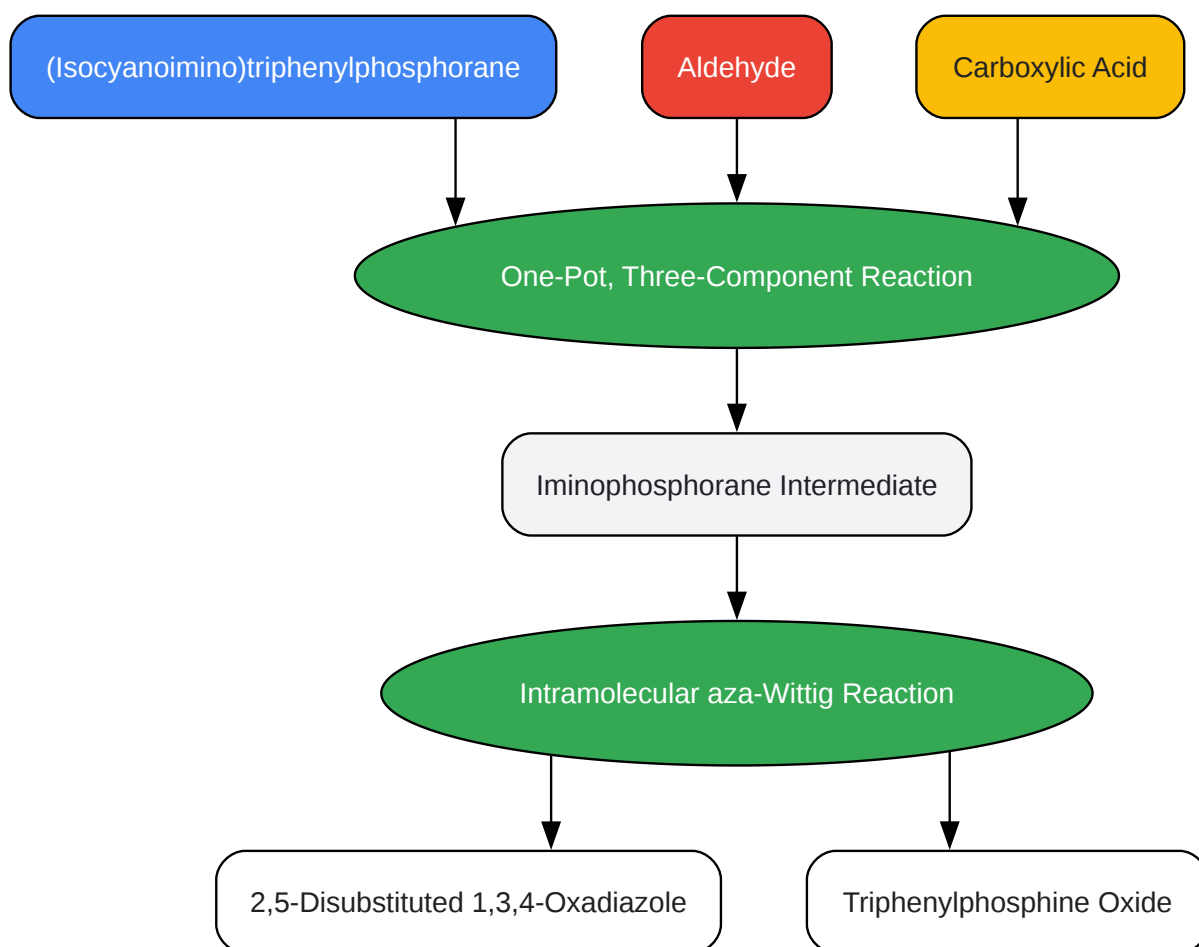 (Isocyanoimino)triphenylphosphorane
Aldehyde
Carboxylic Acid
One-Pot, Three-Component Reaction
Iminophosphorane Intermediate
Intramolecular aza-Wittig Reaction
2,5-Disubstituted 1,3,4-Oxadiazole
Triphenylphosphine Oxide